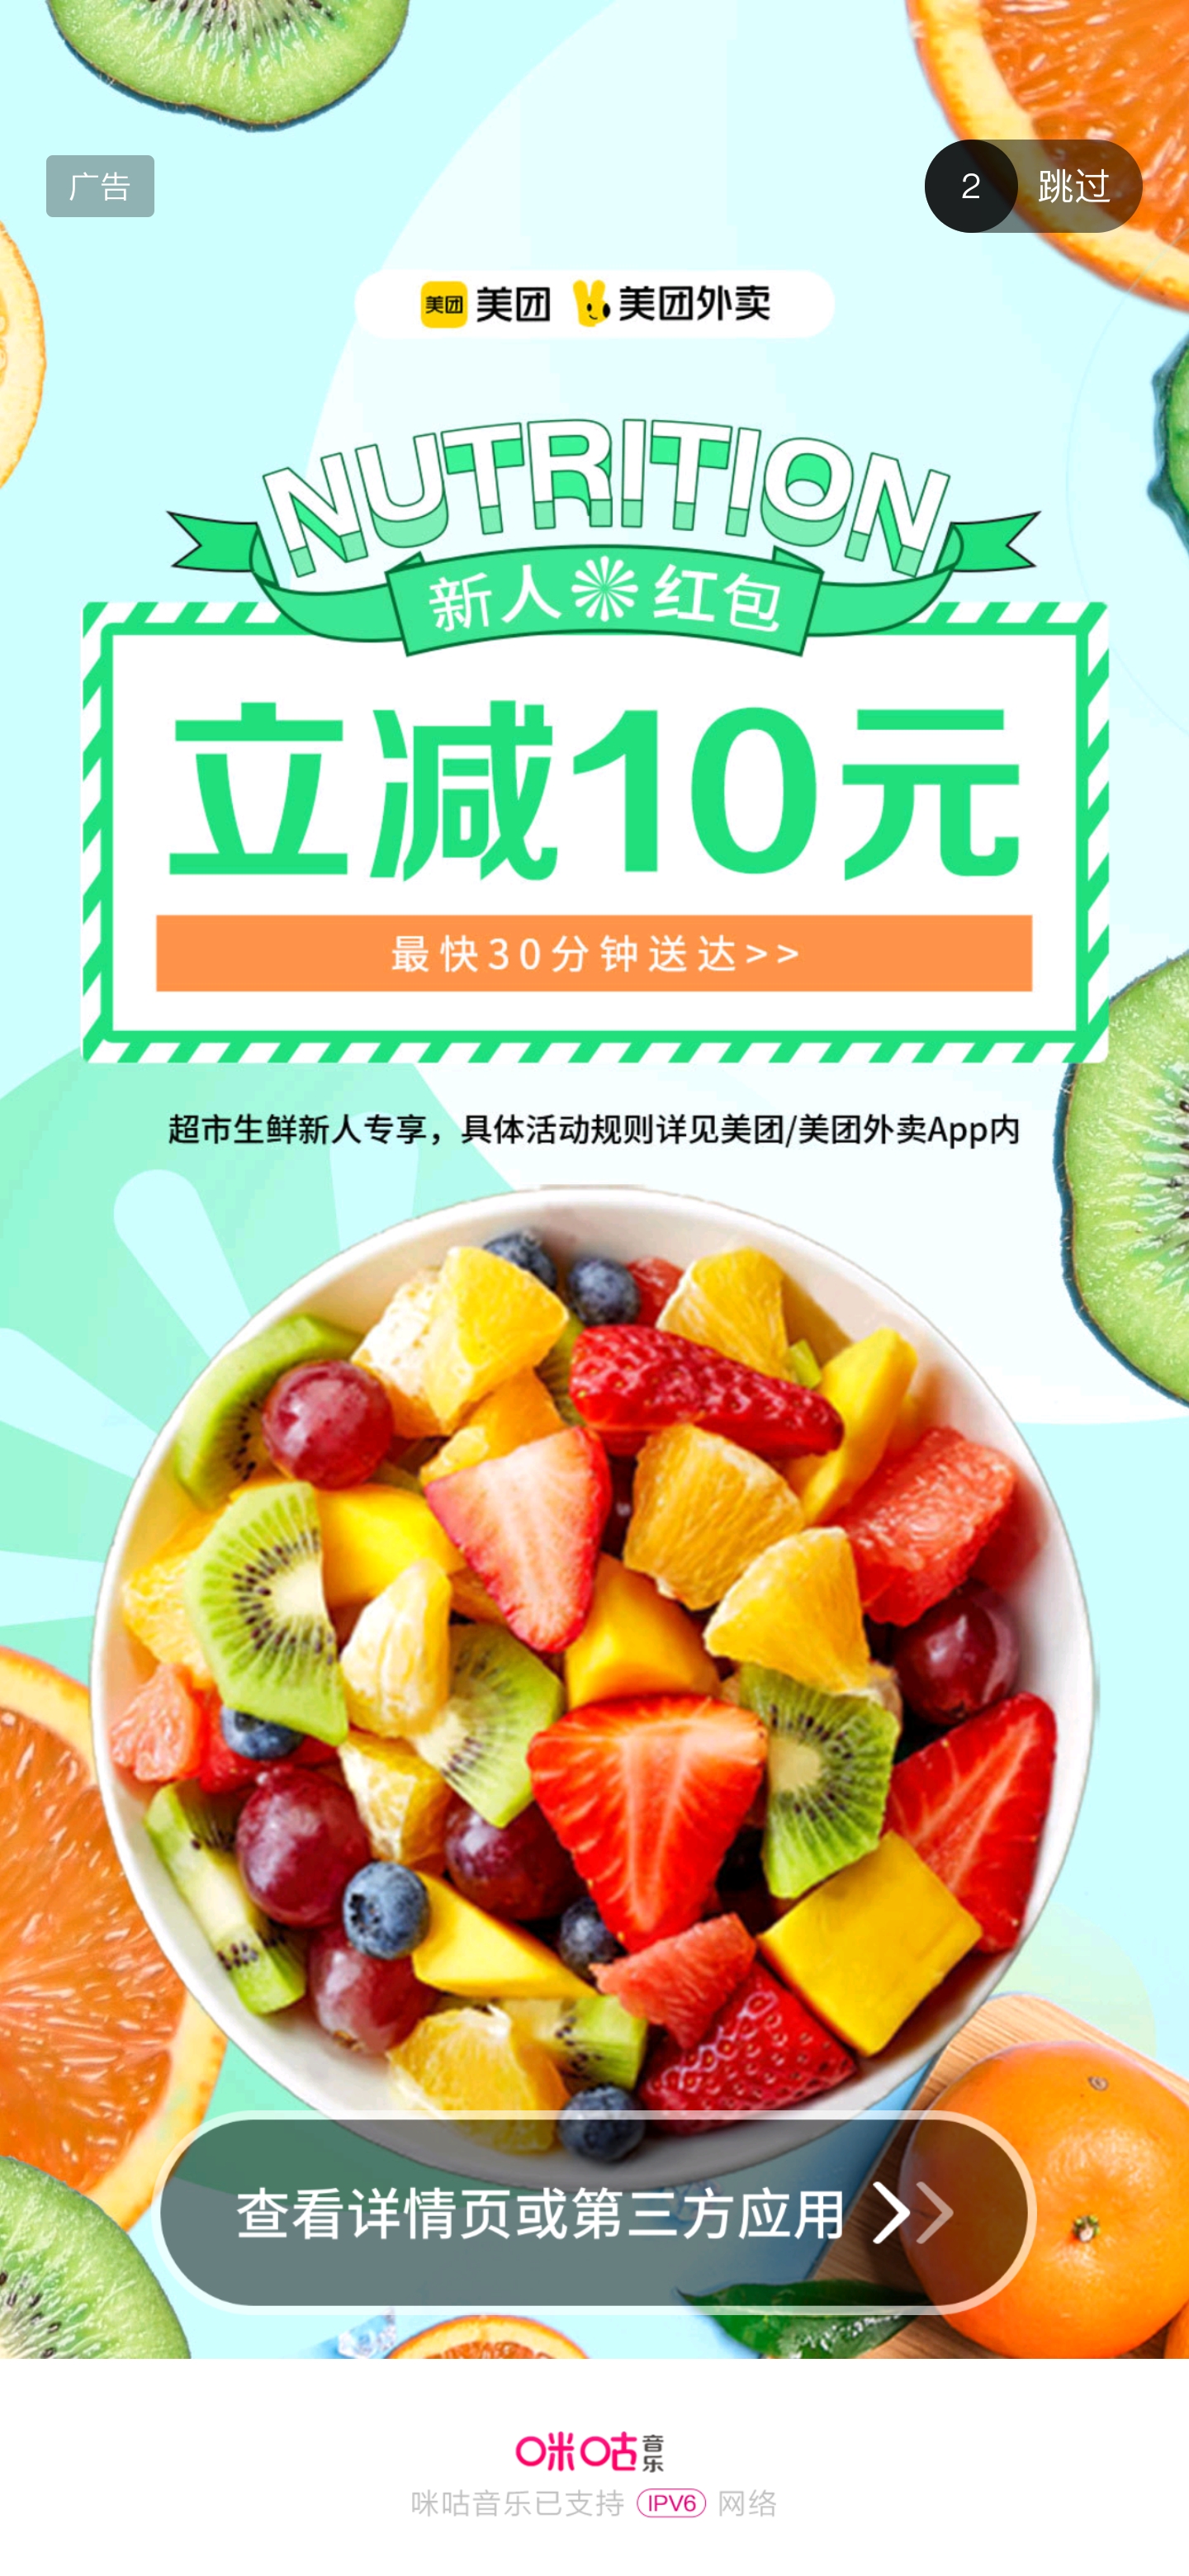 广告
2 跳过
美团 美团 美团外卖
NUTRITION
新人 红包
立减10元
最快30分钟送达>>
超市生鲜新人专享，具体活动规则详见美团/美团外卖App内
查看详情页或第三方应用
咪咕音乐
咪咕音乐已支持 IPV6 网络